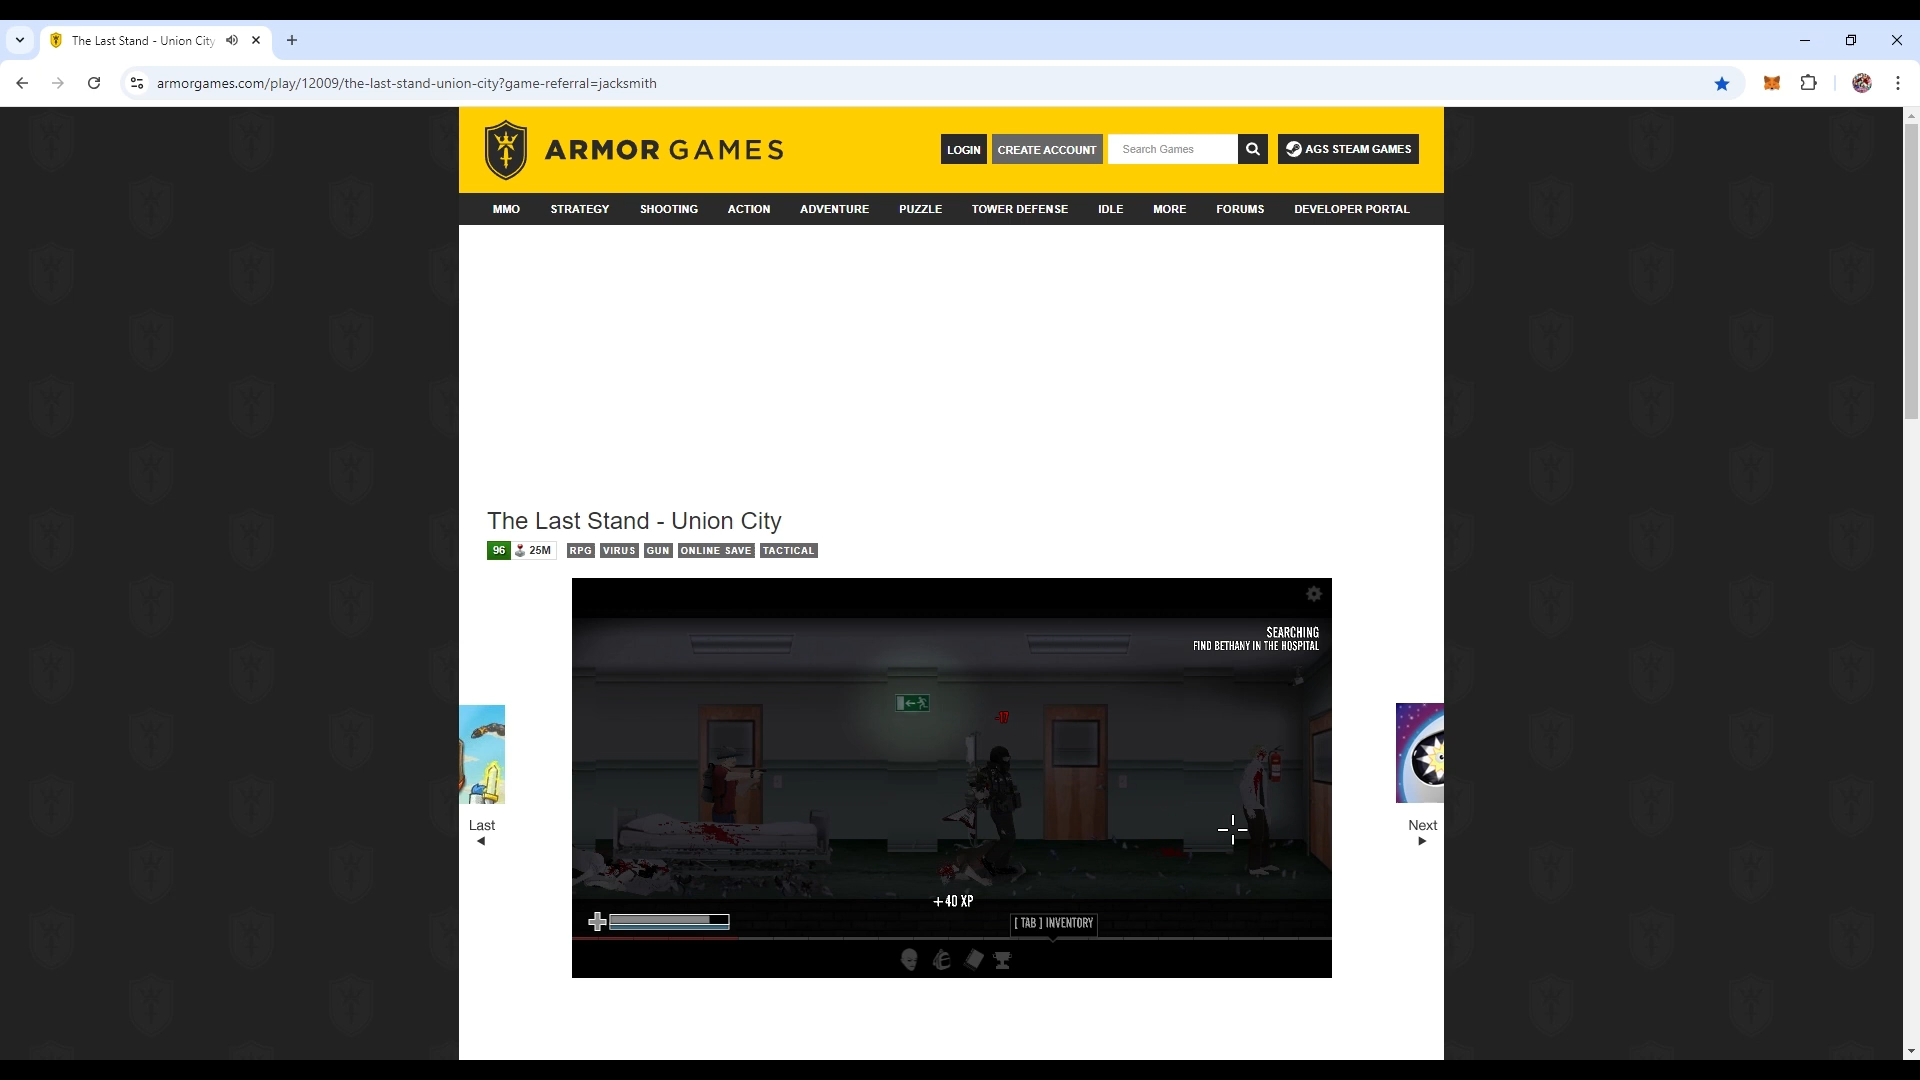 The Last Stand - Union City
armorgames.com/play/12009/the-last-stand-union-city?game-referral=jacksmith
ARMOR GAMES
LOGIN
CREATE ACCOUNT
Search Games
AGS STEAM GAMES
MMO STRATEGY SHOOTING ACTION ADVENTURE PUZZLE TOWER DEFENSE IDLE MORE FORUMS DEVELOPER PORTAL
The Last Stand - Union City
96 25M RPG VIRUS GUN ONLINE SAVE TACTICAL
SEARCHING
FIND BETHANY IN THE HOSPITAL
-17
Last
Next
+40 XP
[ TAB ] INVENTORY